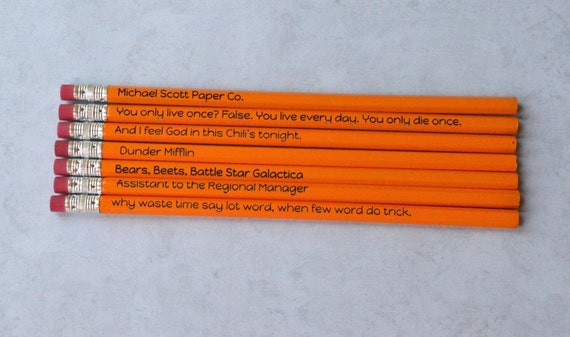 Michael Scott Paper Co.
You only live once? False. You live every day. You only die once.
And I feel God in this Chili's tonight.
Dunder Mifflin
Bears, Beets, Battle Star Galactica
Assistant to the Regional Manager
why waste time say lot word, when few word do trick.